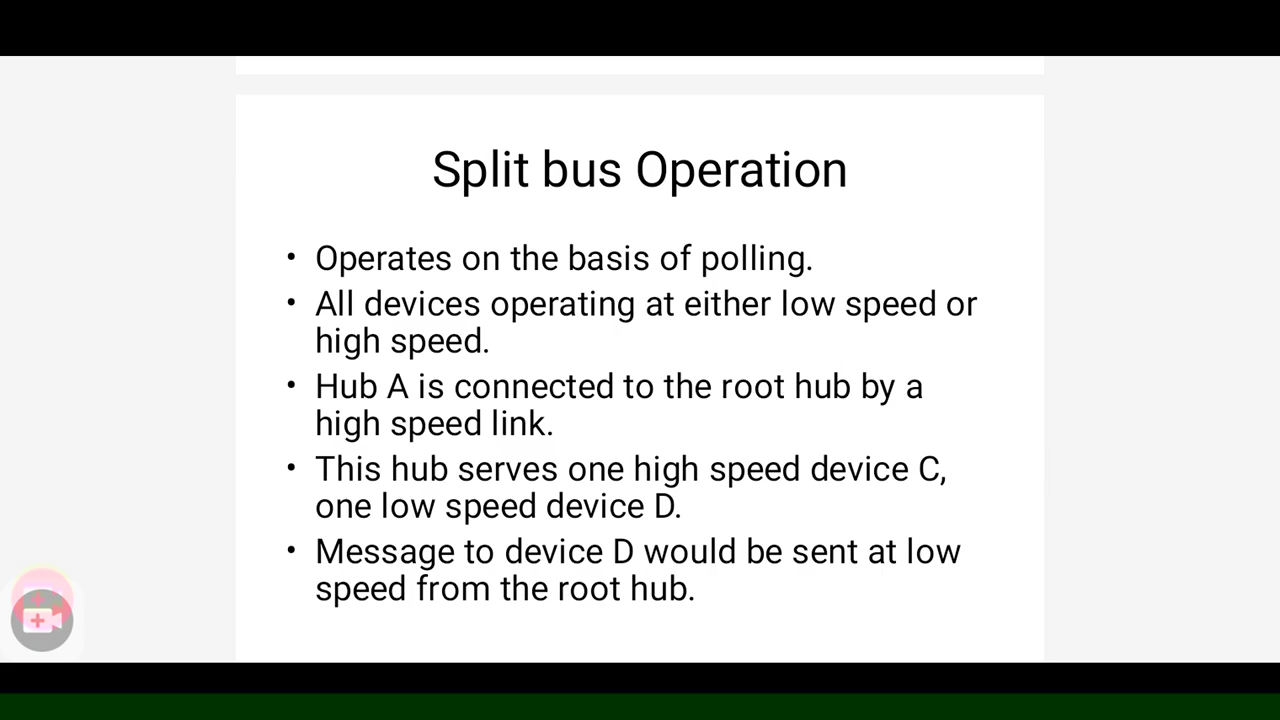 Split bus Operation
• Operates on the basis of polling.
• All devices operating at either low speed or
high speed.
• Hub A is connected to the root hub by a
high speed link.
• This hub serves one high speed device C,
one low speed device D.
• Message to device D would be sent at low
speed from the root hub.